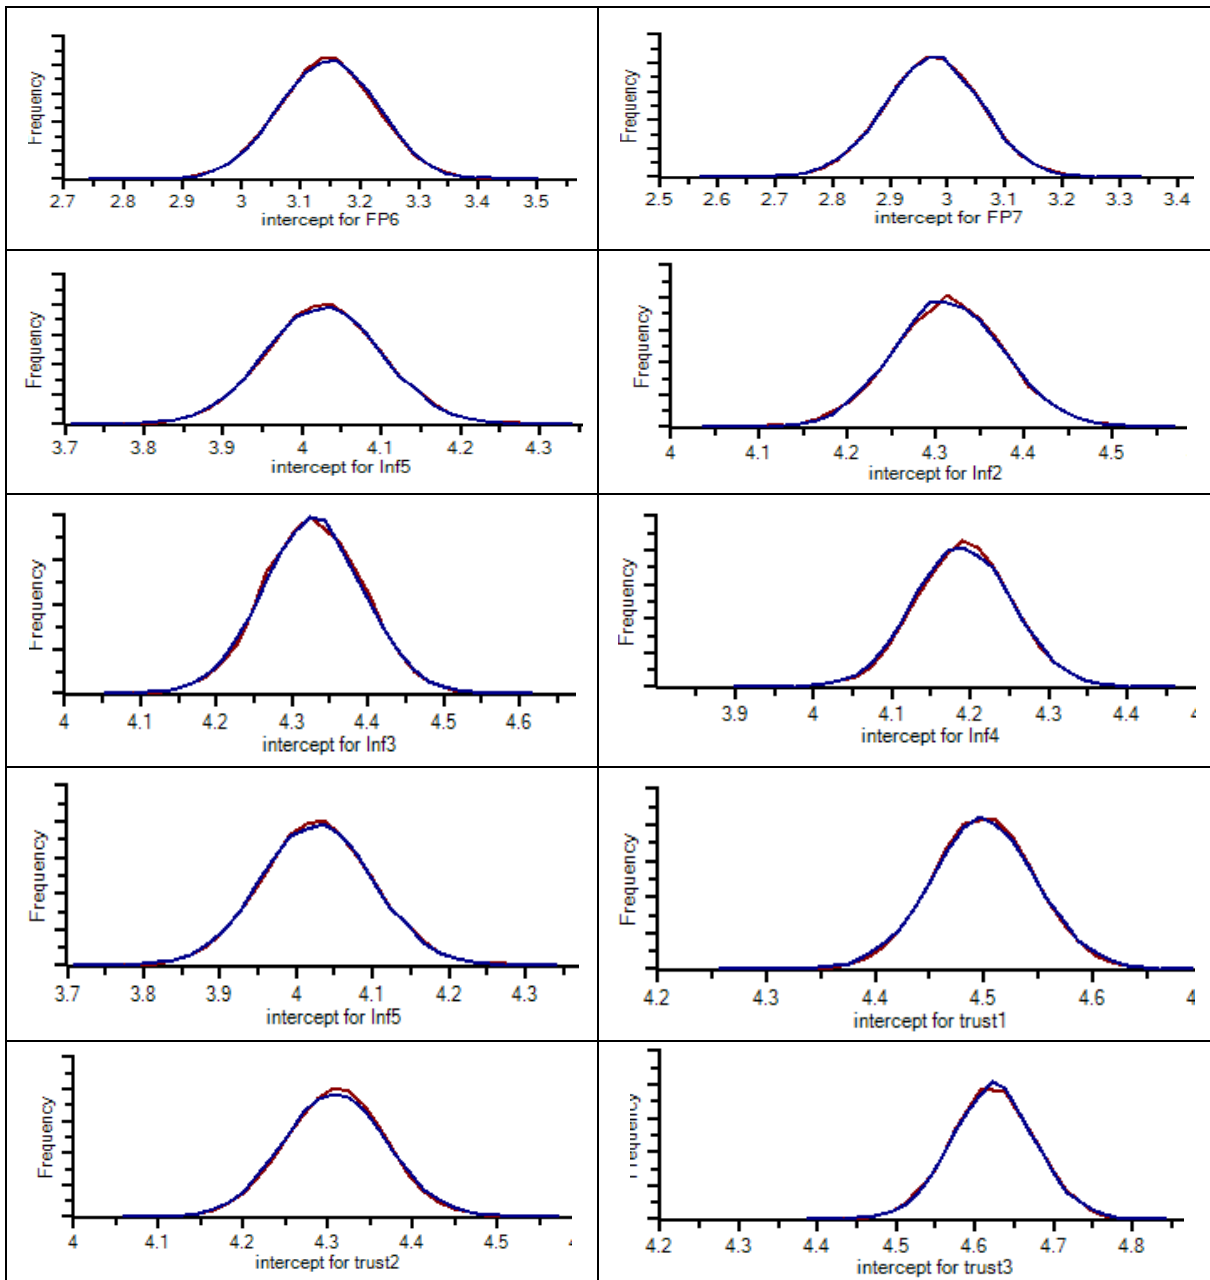 Frequency
2.7 2.8 2.9 3 3.1 3.2 3.3 3.4 3.5
intercept for FP6
Frequency
2.5 2.6 2.7 2.8 2.9 3 3.1 3.2 3.3 3.4
intercept for FP7
Frequency
3.7 3.8 3.9 4 4.1 4.2 4.3
intercept for Inf5
Frequency
4 4.1 4.2 4.3 4.4 4.5
intercept for Inf2
Frequency
4 4.1 4.2 4.3 4.4 4.5 4.6
intercept for Inf3
Frequency
3.9 4 4.1 4.2 4.3 4.4 4
intercept for Inf4
Frequency
3.7 3.8 3.9 4 4.1 4.2 4.3
intercept for Inf5
Frequency
4.2 4.3 4.4 4.5 4.6 4
intercept for trust1
Frequency
4 4.1 4.2 4.3 4.4 4.5
intercept for trust2
Frequency
4.2 4.3 4.4 4.5 4.6 4.7 4.8
intercept for trust3